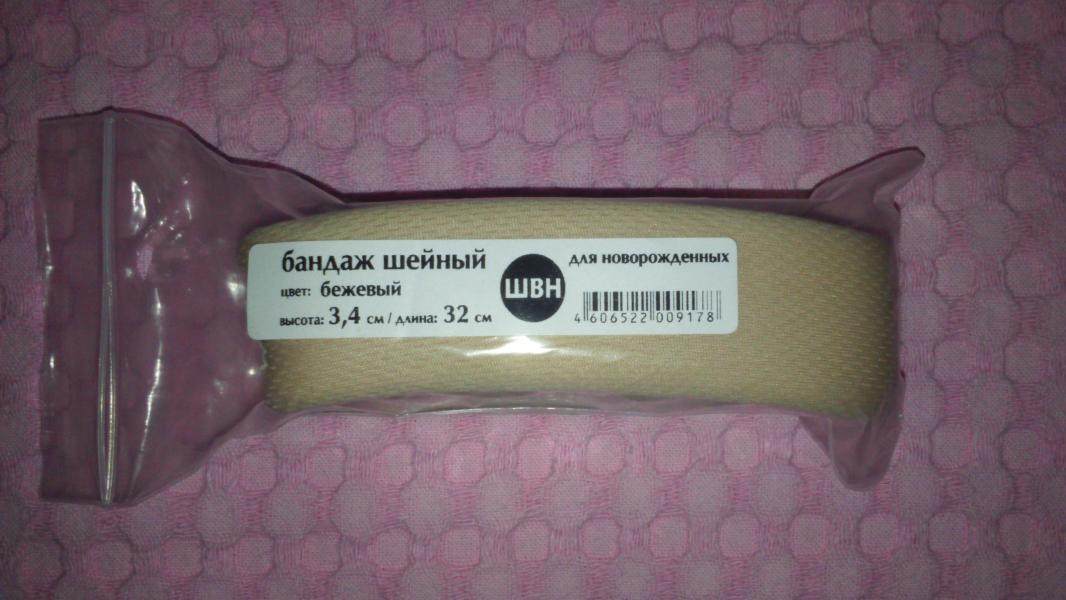 бандаж шейный
цвет: бежевый
высота: 3,4 см / длина: 32 см
ШВН
для новорожденных
4 606522 009178